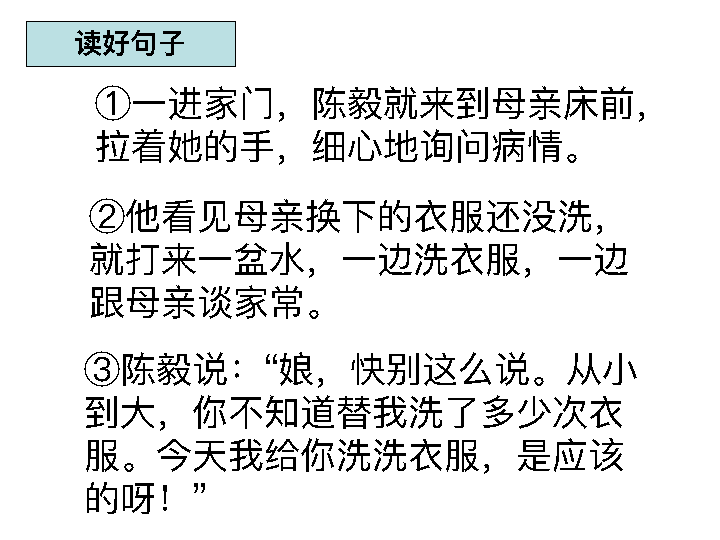 读好句子
①一进家门，陈毅就来到母亲床前，
拉着她的手，细心地询问病情。
②他看见母亲换下的衣服还没洗，
就打来一盆水，一边洗衣服，一边
跟母亲谈家常。
③陈毅说：“娘，快别这么说。从小
到大，你不知道替我洗了多少次衣
服。今天我给你洗洗衣服，是应该
的呀！”